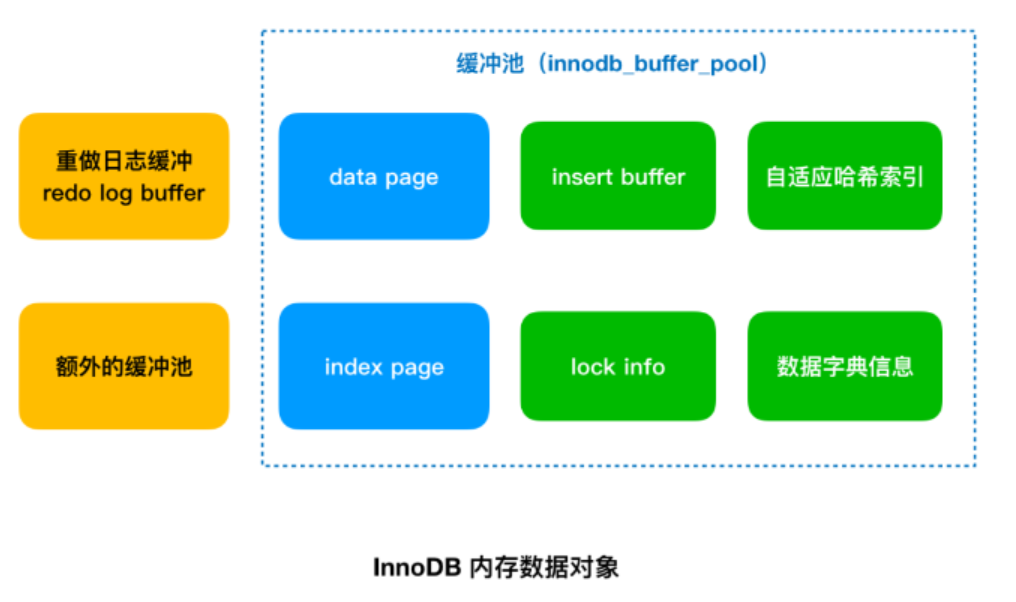 缓冲池（innodb_buffer_pool）
重做日志缓冲
redo log buffer
data page
insert buffer
自适应哈希索引
额外的缓冲池
index page
lock info
数据字典信息
InnoDB 内存数据对象